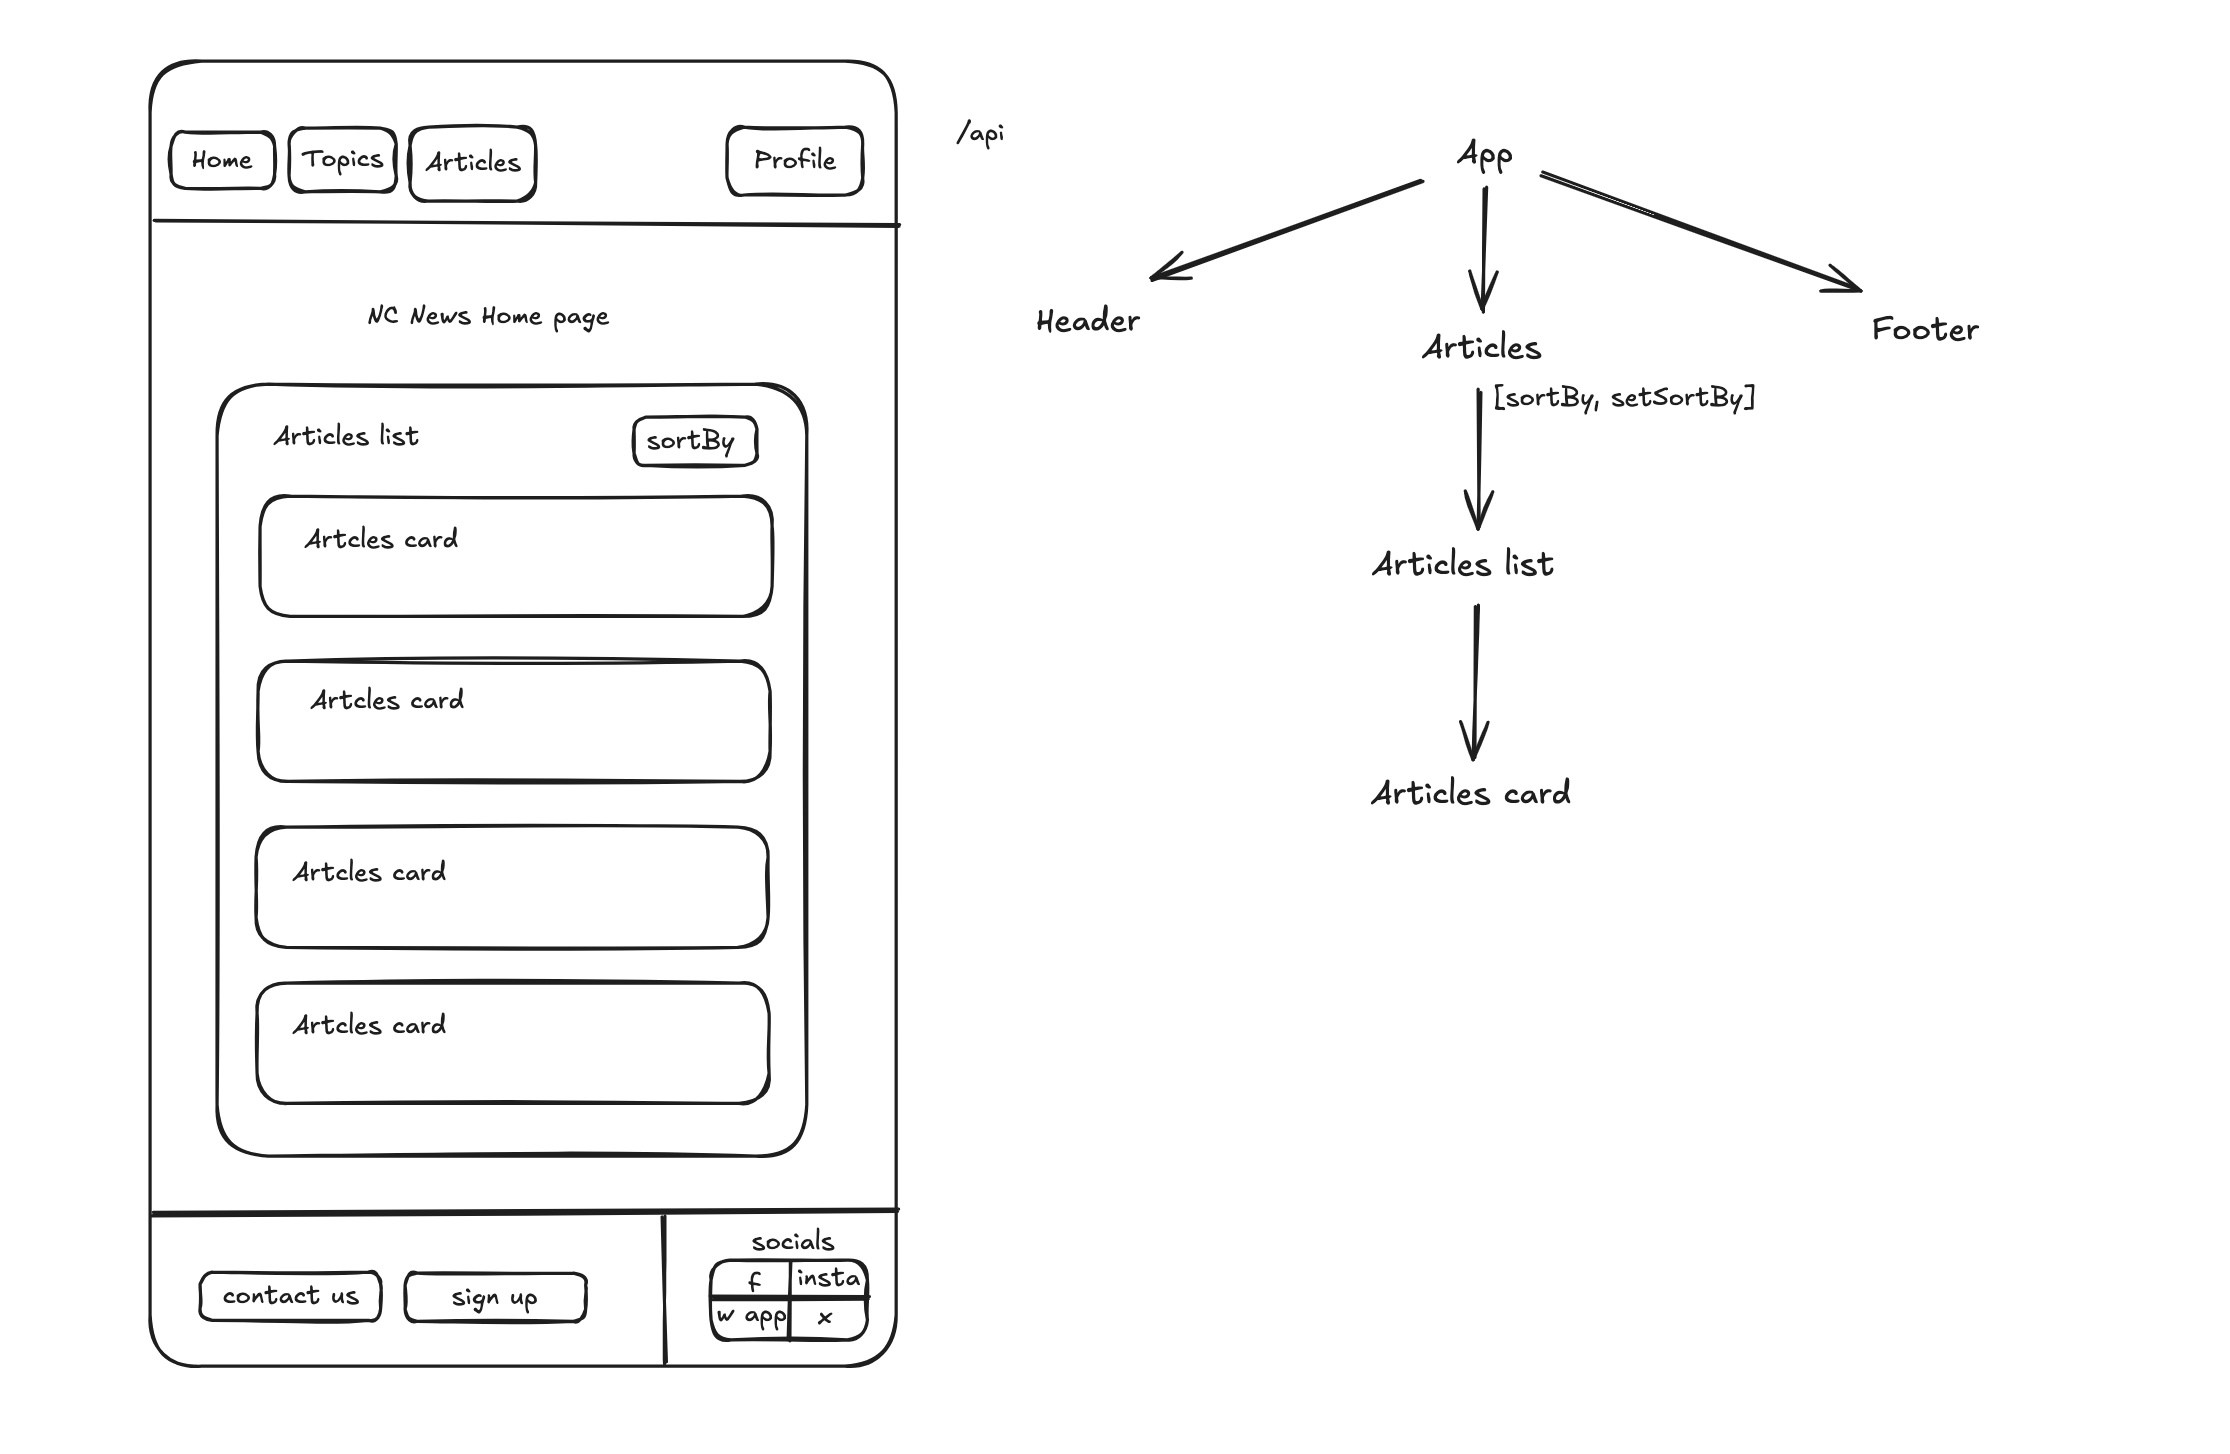 Home
Topics
Articles
Profile
NC News Home page
Articles list
sortBy
Artcles card
Artcles card
Artcles card
Artcles card
contact us
sign up
socials
f
insta
w app
x
/api
App
Header
Articles
Footer
[sortBy, setSortBy]
Articles list
Articles card